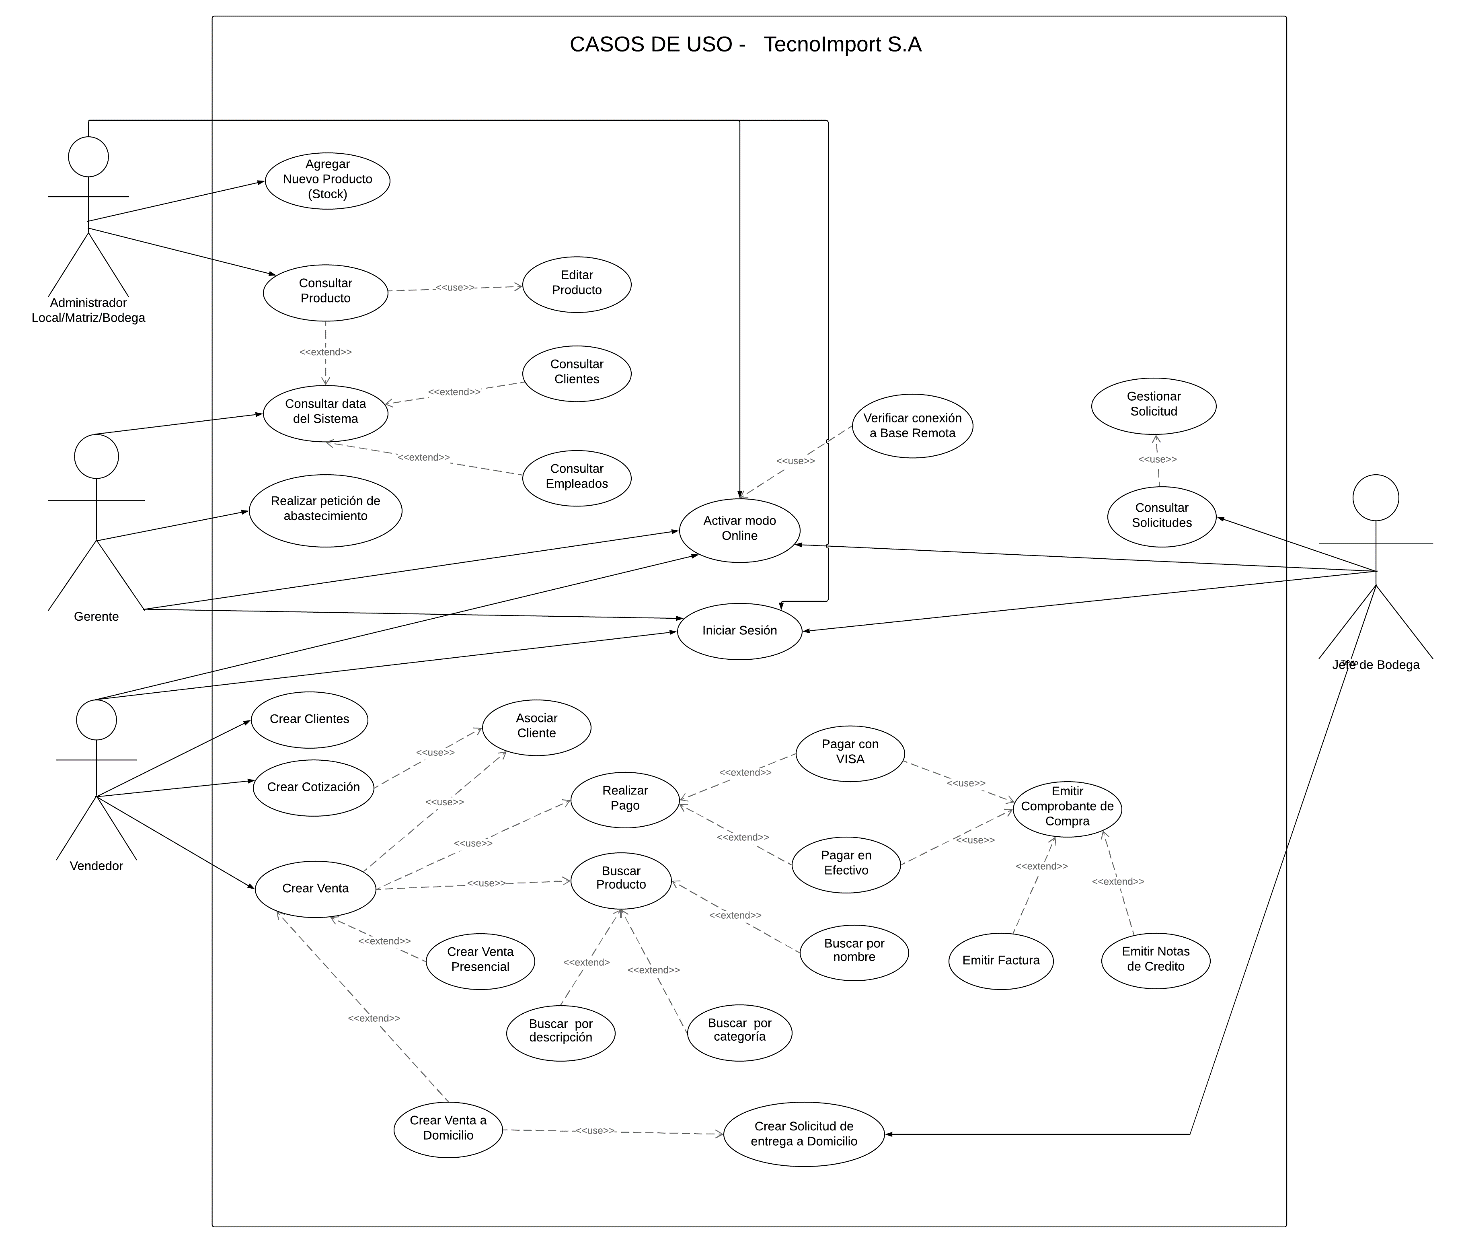 CASOS DE USO -   TecnoImport S.A
Agregar
Nuevo Producto
(Stock)
Administrador
Local/Matriz/Bodega
Consultar
Producto
<<use>>
Editar
Producto
<<extend>>
Consultar
Clientes
<<extend>>
Consultar data
del Sistema
<<extend>>
Consultar
Empleados
Verificar conexión
a Base Remota
<<use>>
Gestionar
Solicitud
<<use>>
Consultar
Solicitudes
Realizar petición de
abastecimiento
Activar modo
Online
Gerente
Iniciar Sesión
Jefe de Bodega
Crear Clientes
Asociar
Cliente
<<use>>
Crear Cotización
<<use>>
Pagar con
VISA
<<extend>>
<<use>>
Realizar
Pago
Emitir
Comprobante de
Compra
<<use>>
<<extend>>
<<use>>
Vendedor
Pagar en
Efectivo
Crear Venta
<<use>>
Buscar
Producto
<<extend>>
<<extend>>
<<extend>>
<<extend>>
Crear Venta
Presencial
Buscar por
nombre
Emitir Factura
Emitir Notas
de Credito
<<extend>
<<extend>>
<<extend>>
Buscar  por
descripción
Buscar  por
categoría
Crear Venta a
Domicilio
<<use>>
Crear Solicitud de
entrega a Domicilio